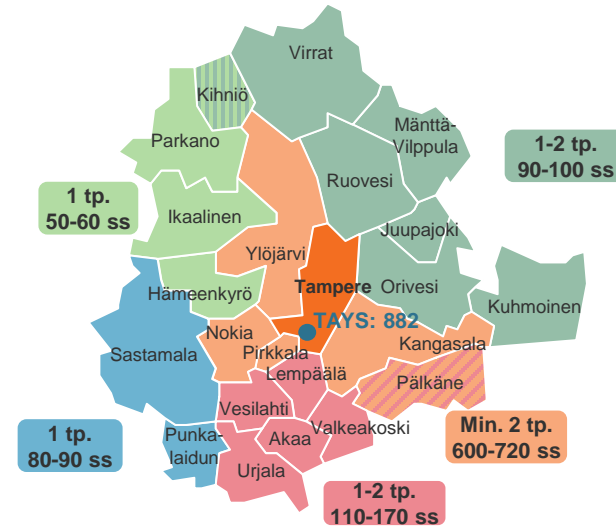 Virrat
Kihniö
Mänttä-
Vilppula
Parkano
1-2 tp.
90-100 ss
Ruovesi
1 tp.
50-60 ss
Ikaalinen
Juupajoki
Ylöjärvi
Hämeenkyrö
Tampere
Orivesi
Kuhmoinen
TAYS: 882
Nokia
Kangasala
Pirkkala
Sastamala
Lempäälä
Pälkäne
Vesilahti
Valkeakoski
Punka-
laidun
Akaa
1 tp.
80-90 ss
Min. 2 tp.
600-720 ss
Urjala
1-2 tp.
110-170 ss